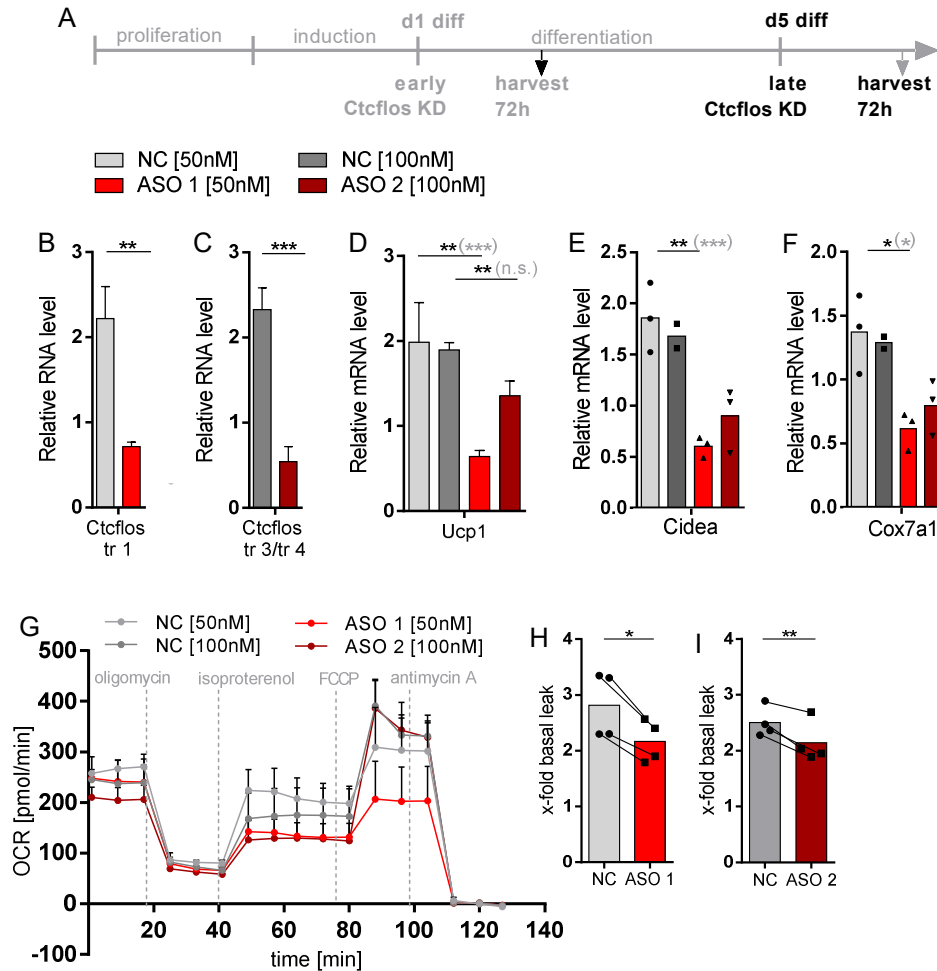 A
d1 diff
d5 diff
proliferation
induction
differentiation
early
harvest
late
harvest
Ctcflos KD
72h
Ctcflos KD
72h
NC [50nM]
NC [100nM]
ASO 1 [50nM]
ASO 2 [100nM]
B
**
Relative RNA level
3
2
1
0
Ctcflos
tr 1
C
***
Relative RNA level
3
2
1
0
Ctcflos
tr 3/tr 4
D
**(***)
**(n.s.)
Relative mRNA level
3
2
1
0
Ucp1
E
** (***)
Relative mRNA level
2.5
2.0
1.5
1.0
0.5
0.0
Cidea
F
*(*)
Relative mRNA level
2.0
1.5
1.0
0.5
0.0
Cox7a1
G
NC [50nM]
ASO 1 [50nM]
NC [100nM]
ASO 2 [100nM]
oligomycin
isoproterenol
FCCP
antimycin A
OCR [pmol/min]
500
400
300
200
100
0
-100
20
40
60
80
100
120
140
time [min]
H
*
x-fold basal leak
4
3
2
1
0
NC
ASO 1
I
**
x-fold basal leak
4
3
2
1
0
NC
ASO 2